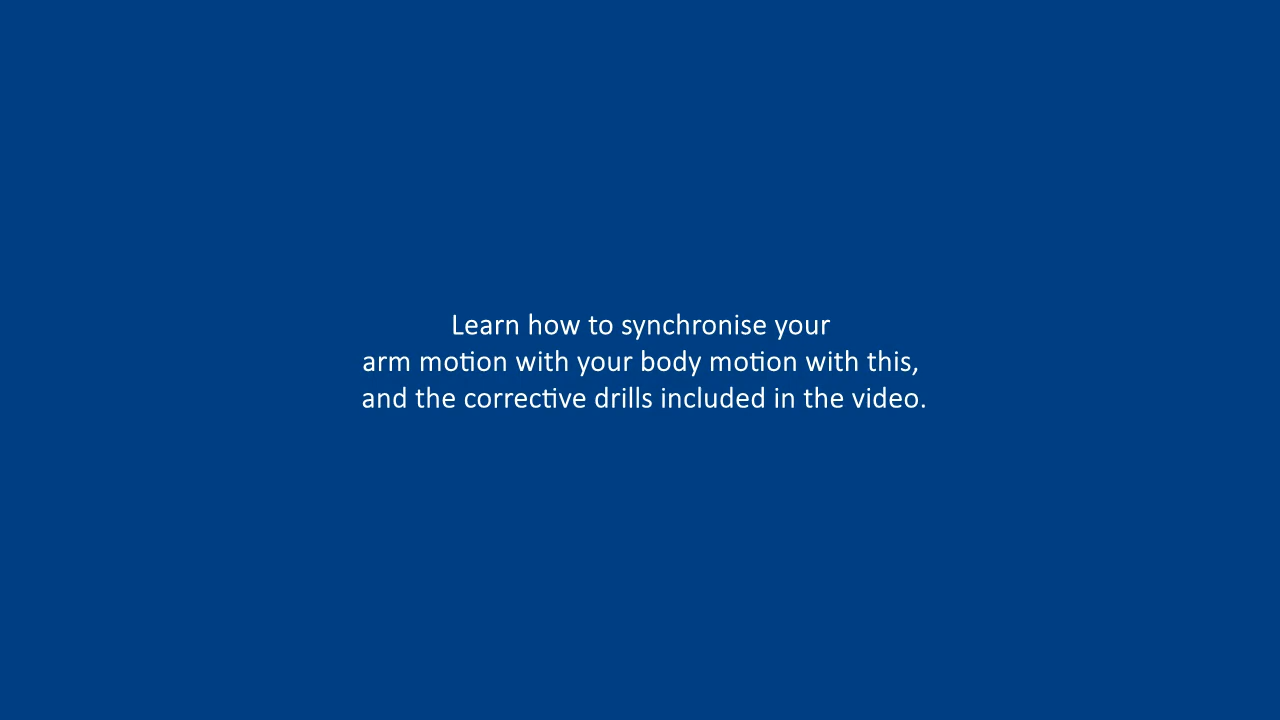 Learn how to synchronise your
arm motion with your body motion with this,
and the corrective drills included in the video.